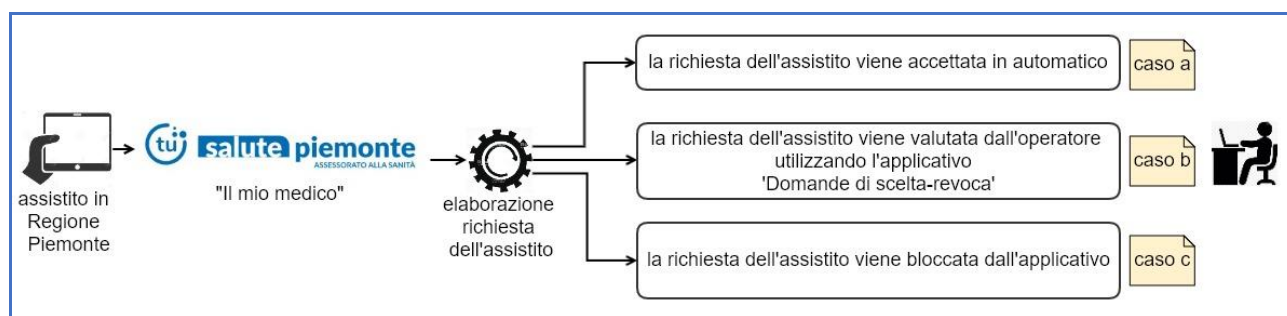 assistito in
Regione
Piemonte
tü salute piemonte
ASSESSORATO ALLA SANITÀ
"Il mio medico"
elaborazione
richiesta
dell'assistito
la richiesta dell'assistito viene accettata in automatico
caso a
la richiesta dell'assistito viene valutata dall'operatore
utilizzando l'applicativo
'Domande di scelta-revoca'
caso b
la richiesta dell'assistito viene bloccata dall'applicativo
caso c